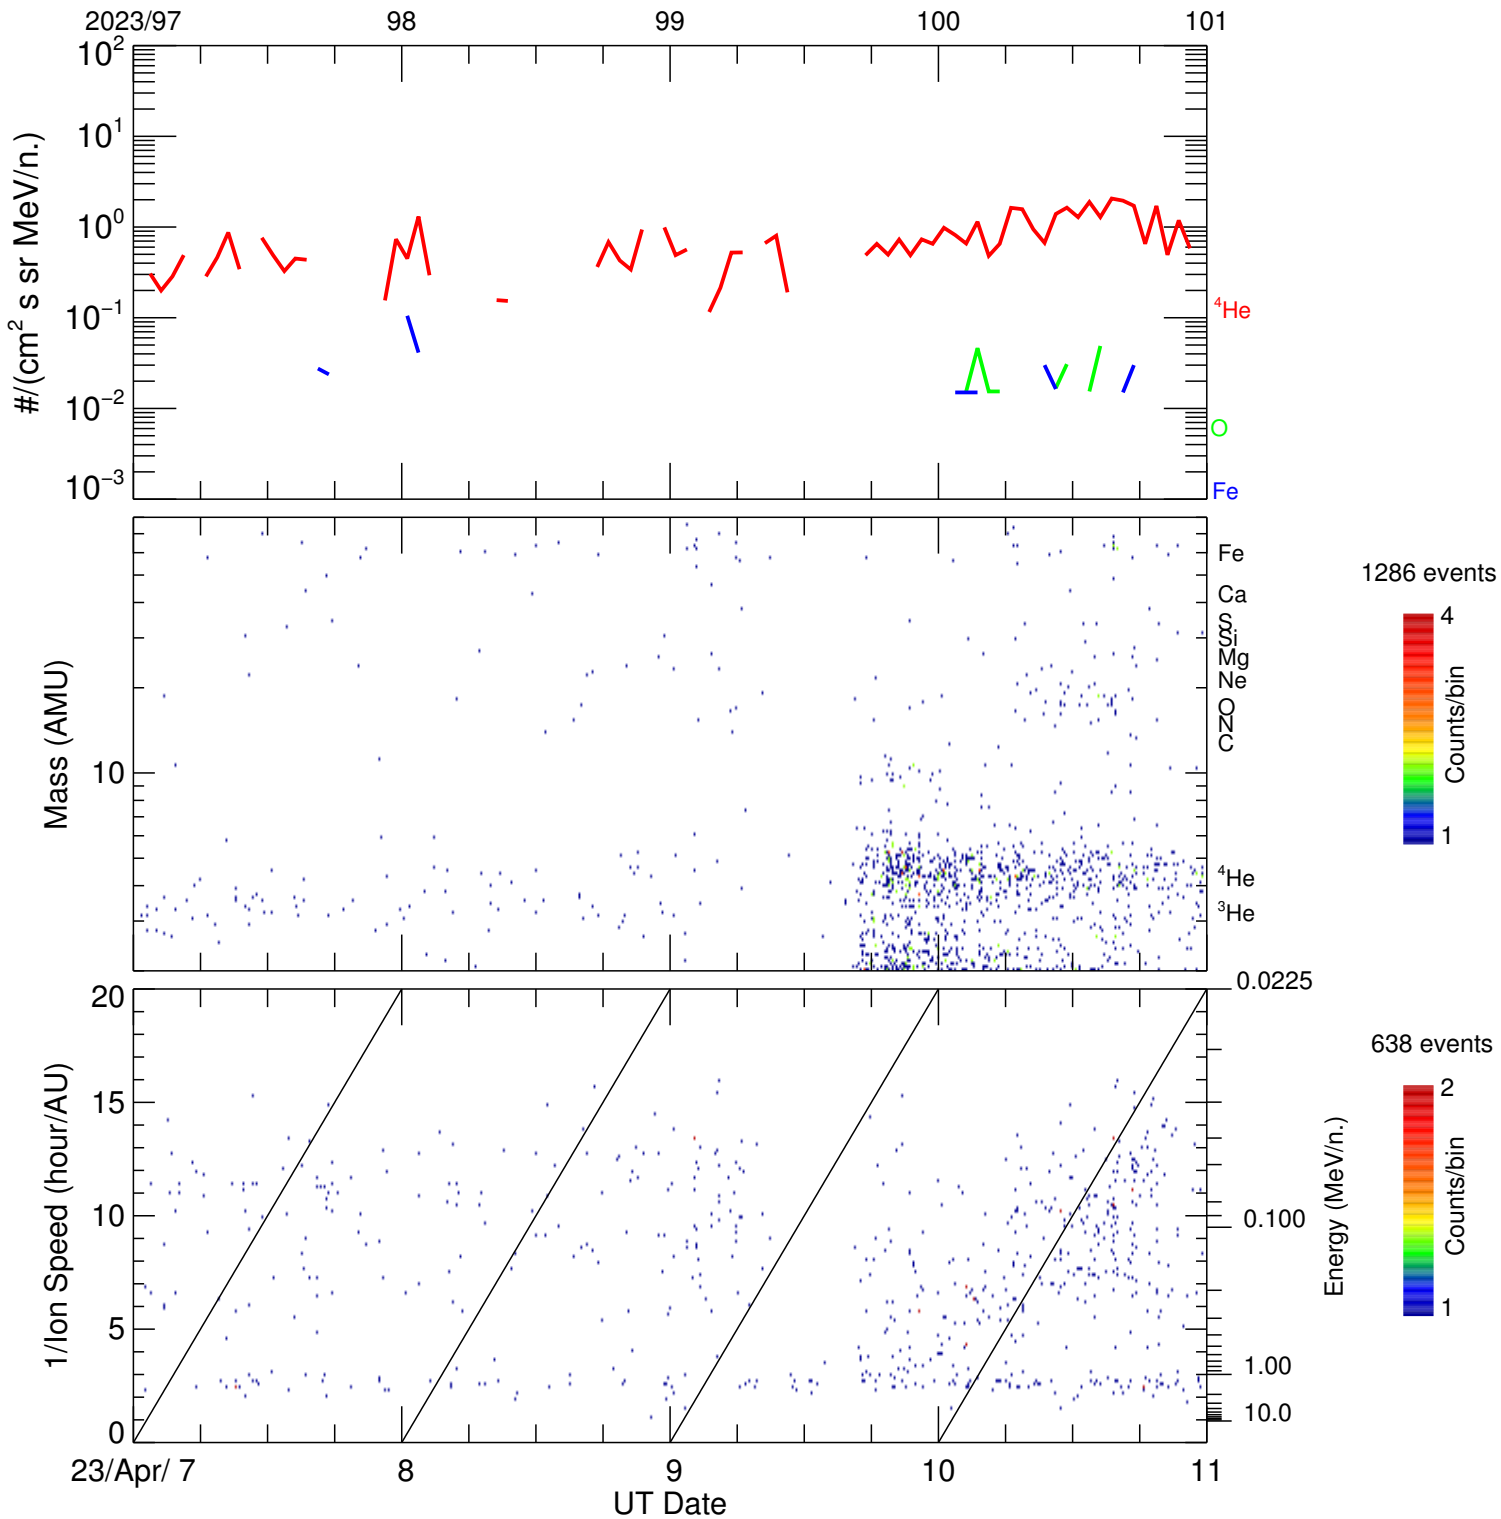 2023/97 98 99 100 101
10²
10¹
10⁰
10⁻¹
10⁻²
10⁻³
#/(cm² s sr MeV/n.)
⁴He
O
Fe
Mass (AMU)
10
Fe
Ca
S
Si
Mg
Ne
O
N
C
⁴He
³He
1286 events
4
Counts/bin
1
1/Ion Speed (hour/AU)
20
15
10
5
0
0.0225
0.100
1.00
10.0
Energy (MeV/n.)
638 events
2
Counts/bin
1
23/Apr/ 7 8 9 10 11
UT Date